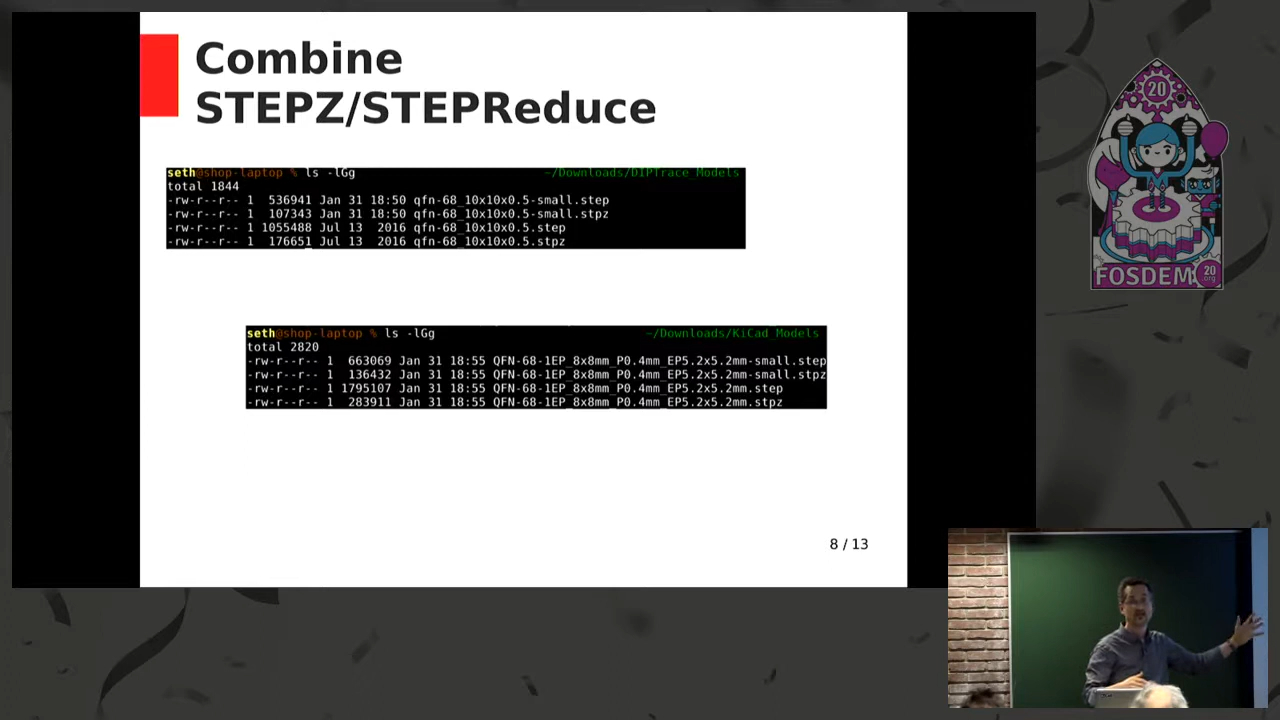 Combine
STEPZ/STEPReduce
seth@shop-laptop % ls -lGg ~/Downloads/DIPTrace Models
total 1844
-rw-r--r-- 1 536941 Jan 31 18:50 qfn-68_10x10x0.5-small.step
-rw-r--r-- 1 107343 Jan 31 18:50 qfn-68_10x10x0.5-small.stpz
-rw-r--r-- 1 1055488 Jul 13 2016 qfn-68_10x10x0.5.step
-rw-r--r-- 1 176651 Jul 13 2016 qfn-68_10x10x0.5.stpz
seth@shop-laptop % ls -lGg ~/Downloads/KiCad Models
total 2820
-rw-r--r-- 1 663069 Jan 31 18:55 QFN-68-1EP_8x8mm_P0.4mm_EP5.2x5.2mm-small.step
-rw-r--r-- 1 136432 Jan 31 18:55 QFN-68-1EP_8x8mm_P0.4mm_EP5.2x5.2mm-small.stpz
-rw-r--r-- 1 1795107 Jan 31 18:55 QFN-68-1EP_8x8mm_P0.4mm_EP5.2x5.2mm.step
-rw-r--r-- 1 283911 Jan 31 18:55 QFN-68-1EP_8x8mm_P0.4mm_EP5.2x5.2mm.stpz
8 / 13
20
FOSDEM 20
.org